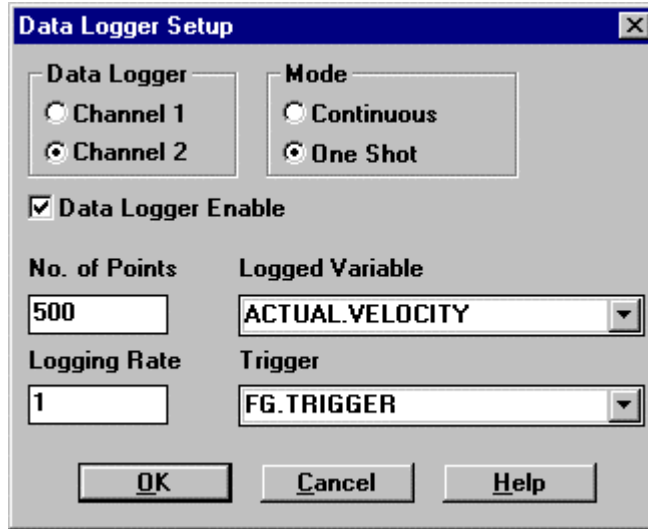 Data Logger Setup
Data Logger
Channel 1
Channel 2
Mode
Continuous
One Shot
Data Logger Enable
No. of Points
500
Logged Variable
ACTUAL.VELOCITY
Logging Rate
1
Trigger
FG.TRIGGER
OK
Cancel
Help